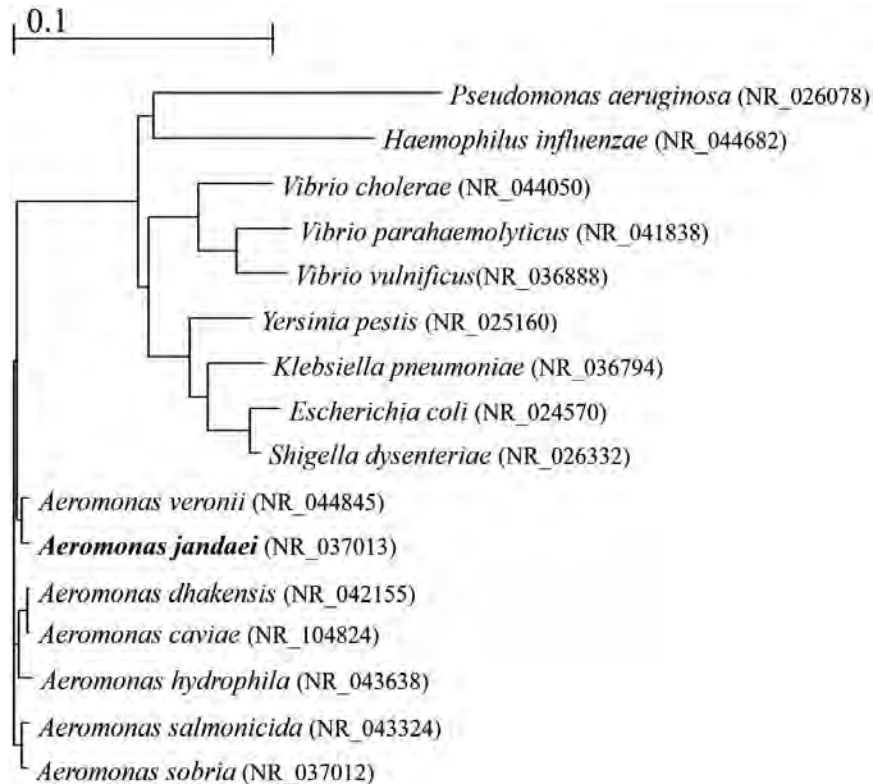 0.1
Pseudomonas aeruginosa (NR_026078)
Haemophilus influenzae (NR_044682)
Vibrio cholerae (NR_044050)
Vibrio parahaemolyticus (NR_041838)
Vibrio vulnificus(NR_036888)
Yersinia pestis (NR_025160)
Klebsiella pneumoniae (NR_036794)
Escherichia coli (NR_024570)
Shigella dysenteriae (NR_026332)
Aeromonas veronii (NR_044845)
Aeromonas jandaei (NR_037013)
Aeromonas dhakensis (NR_042155)
Aeromonas caviae (NR_104824)
Aeromonas hydrophila (NR_043638)
Aeromonas salmonicida (NR_043324)
Aeromonas sobria (NR_037012)